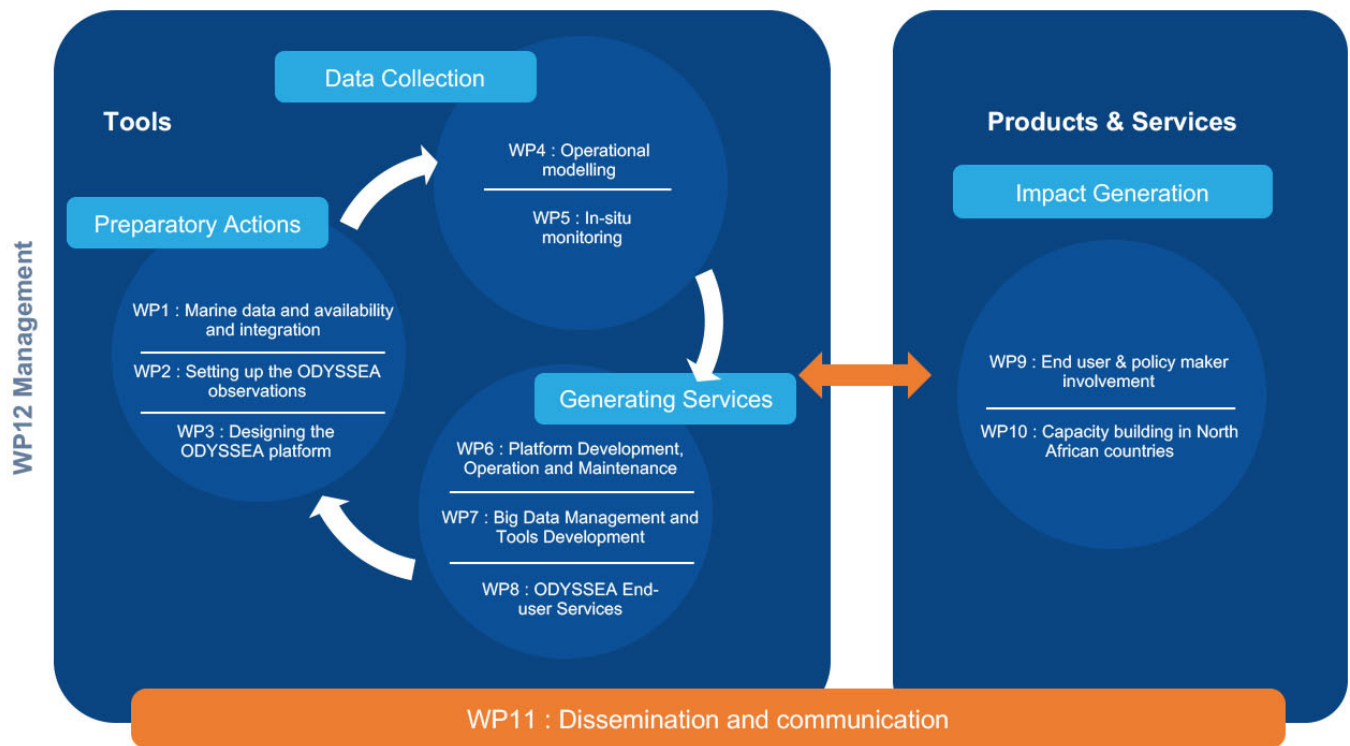 WP12 Management
Tools
Data Collection
WP4 : Operational
modelling
WP5 : In-situ
monitoring
Preparatory Actions
WP1 : Marine data and availability
and integration
WP2 : Setting up the ODYSSEA
observations
WP3 : Designing the
ODYSSEA platform
Generating Services
WP6 : Platform Development,
Operation and Maintenance
WP7 : Big Data Management and
Tools Development
WP8 : ODYSSEA End-
user Services
Products & Services
Impact Generation
WP9 : End user & policy maker
involvement
WP10 : Capacity building in North
African countries
WP11 : Dissemination and communication